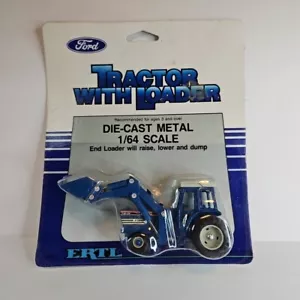 Ford
TRACTOR
WITH LOADER
Recommended for ages 3 and over
DIE-CAST METAL
1/64 SCALE
End Loader will raise, lower and dump
ERTL